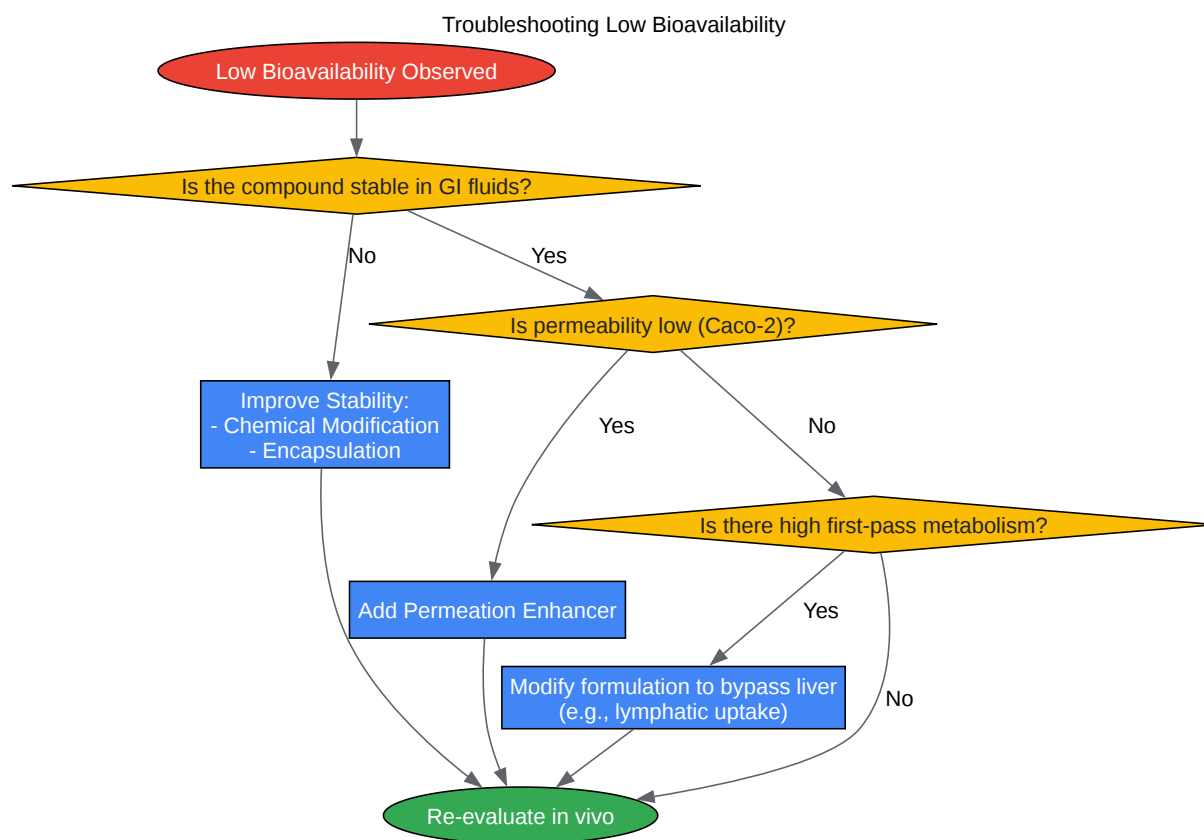 Troubleshooting Low Bioavailability
Low Bioavailability Observed
Is the compound stable in GI fluids?
No
Yes
Is permeability low (Caco-2)?
Improve Stability:
- Chemical Modification
- Encapsulation
Yes
No
Is there high first-pass metabolism?
Add Permeation Enhancer
Yes
Modify formulation to bypass liver
(e.g., lymphatic uptake)
No
Re-evaluate in vivo